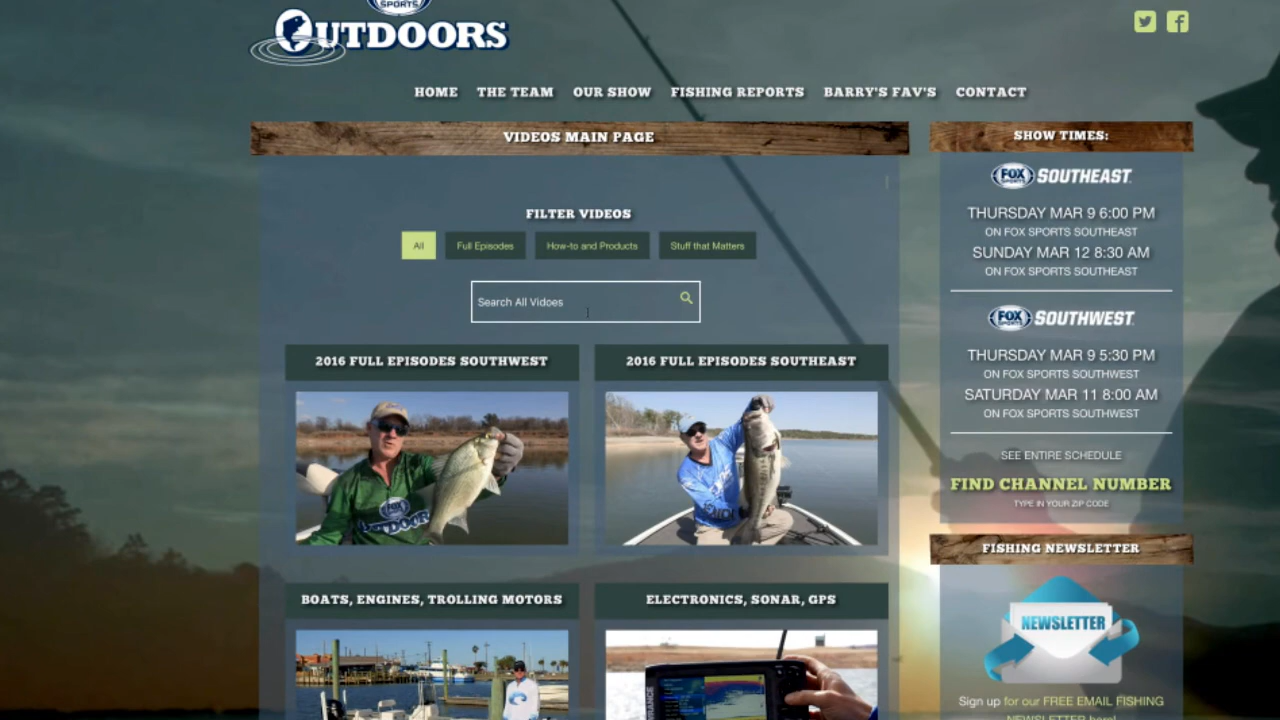 SPORTS
OUTDOORS
HOME THE TEAM OUR SHOW FISHING REPORTS BARRY'S FAV'S CONTACT
VIDEOS MAIN PAGE
FILTER VIDEOS
All Full Episodes How-to and Products Stuff that Matters
Search All Vidoes
2016 FULL EPISODES SOUTHWEST
2016 FULL EPISODES SOUTHEAST
BOATS, ENGINES, TROLLING MOTORS
ELECTRONICS, SONAR, GPS
SHOW TIMES:
FOX SPORTS SOUTHEAST
THURSDAY MAR 9 6:00 PM
ON FOX SPORTS SOUTHEAST
SUNDAY MAR 12 8:30 AM
ON FOX SPORTS SOUTHEAST
FOX SPORTS SOUTHWEST
THURSDAY MAR 9 5:30 PM
ON FOX SPORTS SOUTHWEST
SATURDAY MAR 11 8:00 AM
ON FOX SPORTS SOUTHWEST
SEE ENTIRE SCHEDULE
FIND CHANNEL NUMBER
TYPE IN YOUR ZIP CODE
FISHING NEWSLETTER
NEWSLETTER
Sign up for our FREE EMAIL FISHING
NEWSLETTER here!